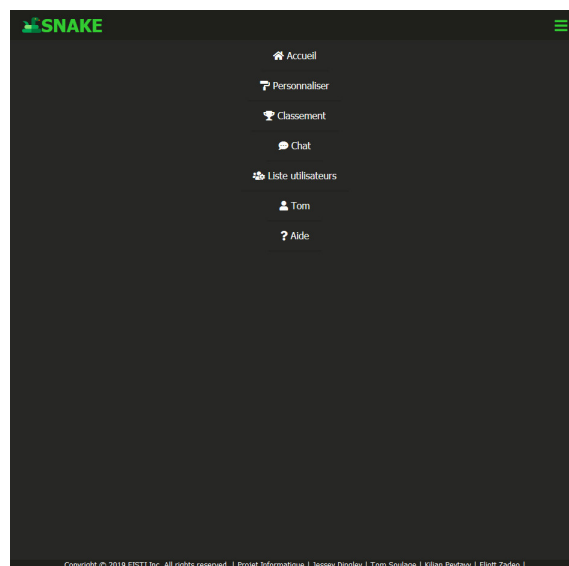 SNAKE
Accueil
Personnaliser
Classement
Chat
Liste utilisateurs
Tom
Aide
Copyright © 2019 EISTI Inc. All rights reserved. | Projet Informatique | Jessey Dingley | Tom Soulage | Kilian Peytavy | Eliott Zadeo |